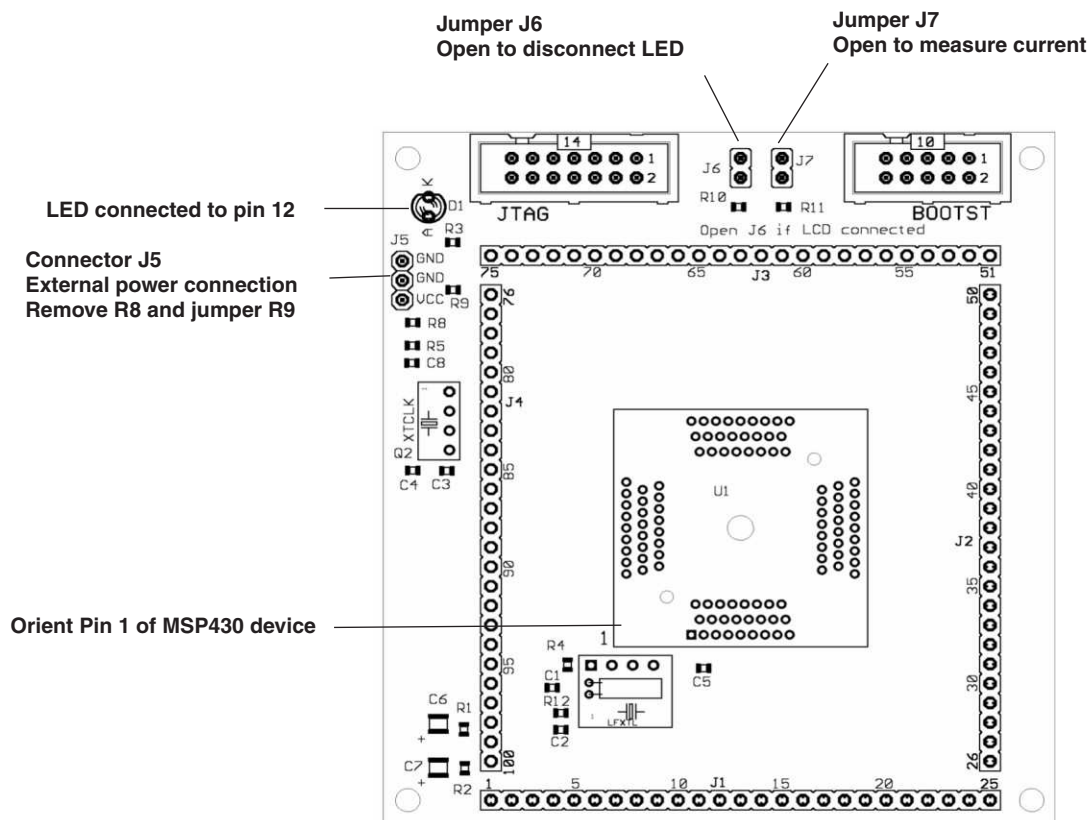 Jumper J6
Open to disconnect LED
Jumper J7
Open to measure current
LED connected to pin 12
Connector J5
External power connection
Remove R8 and jumper R9
Orient Pin 1 of MSP430 device
14
1
2
JTAG
J6
J7
R10
R11
Open J6 if LCD connected
10
1
2
BOOTST
K
D1
A
R3
J5
GND
GND
VCC
R9
R8
R5
C8
75
70
65
J3
60
55
51
76
80
J4
85
90
95
100
50
45
40
J2
35
30
26
XTCLK
Q2
C4
C3
U1
1
R4
C1
R12
C2
LFXTL
C5
C6
+
R1
C7
+
R2
1
5
10
J1
15
20
25